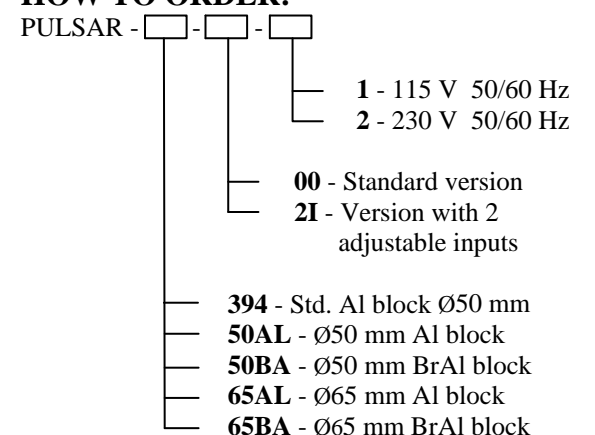 HOW TO ORDER:
PULSAR - - -
1 - 115 V 50/60 Hz
2 - 230 V 50/60 Hz
00 - Standard version
2I - Version with 2
adjustable inputs
394 - Std. Al block Ø50 mm
50AL - Ø50 mm Al block
50BA - Ø50 mm BrAl block
65AL - Ø65 mm Al block
65BA - Ø65 mm BrAl block